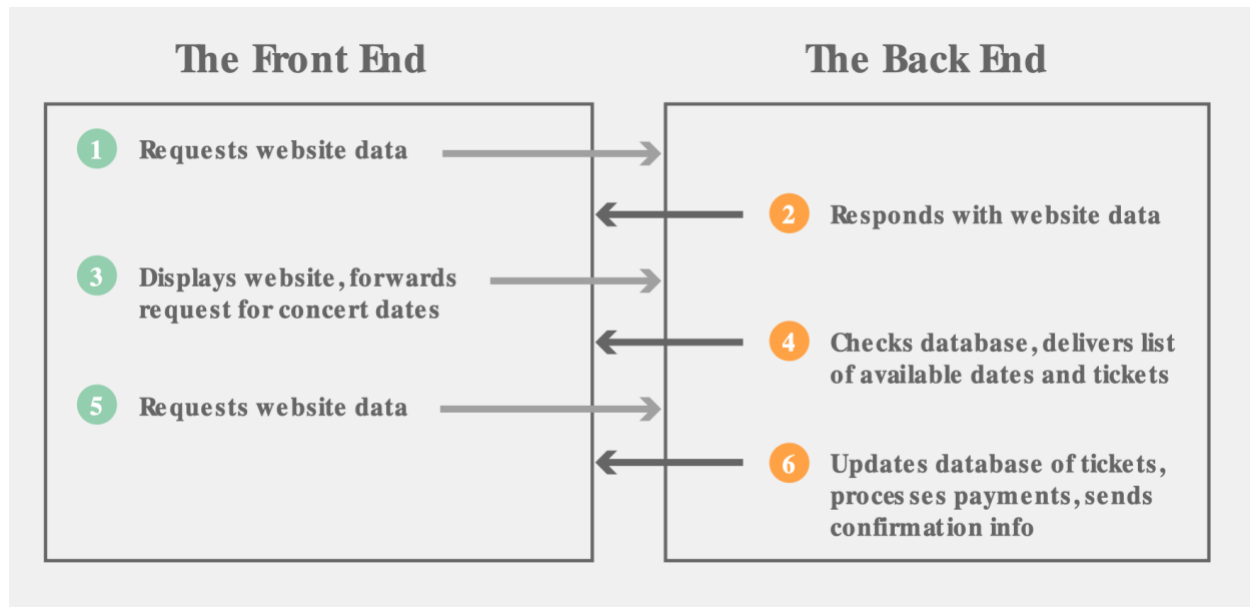 The Front End
The Back End
1 Requests website data
2 Responds with website data
3 Displays website, forwards
request for concert dates
4 Checks database, delivers list
of available dates and tickets
5 Requests website data
6 Updates database of tickets,
processes payments, sends
confirmation info